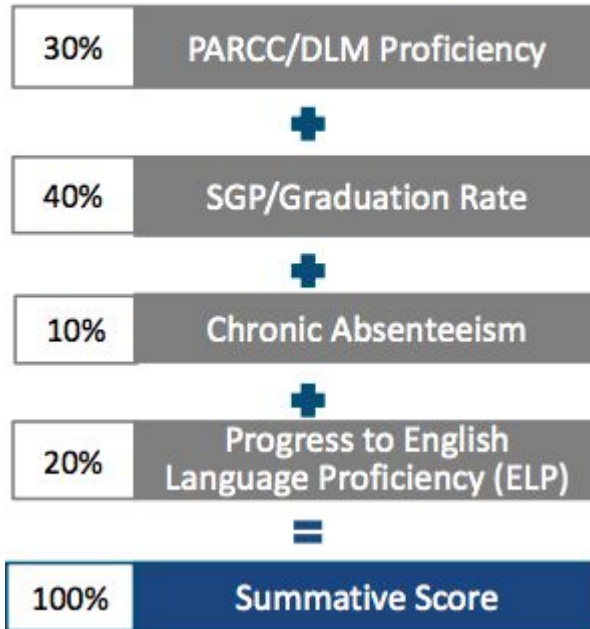 30% PARCC/DLM Proficiency
+
40% SGP/Graduation Rate
+
10% Chronic Absenteeism
+
20% Progress to English
Language Proficiency (ELP)
=
100% Summative Score